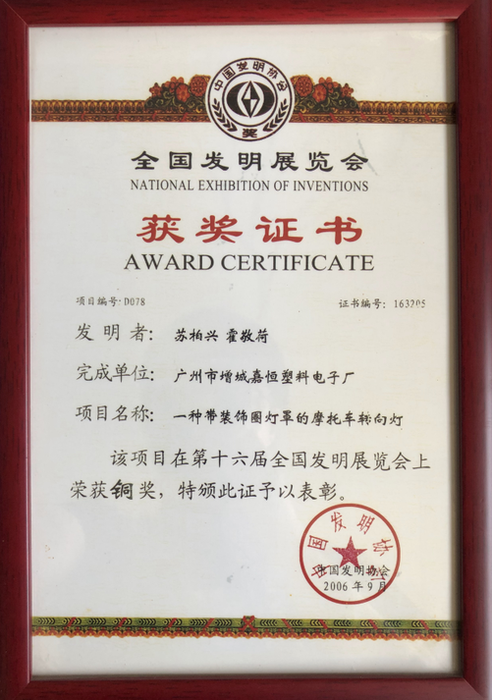 中国发明协会
奖
全国发明展览会
NATIONAL EXHIBITION OF INVENTIONS
获奖证书
AWARD CERTIFICATE
项目编号:D078
证书编号: 163205
发明者: 苏柏兴 霍敬荷
完成单位: 广州市增城嘉恒塑料电子厂
项目名称: 一种带装饰圈灯罩的摩托车转向灯
该项目在第十六届全国发明展览会上
荣获铜奖,特颁此证予以表彰。
中国发明协会
中国发明协会
2006年9月